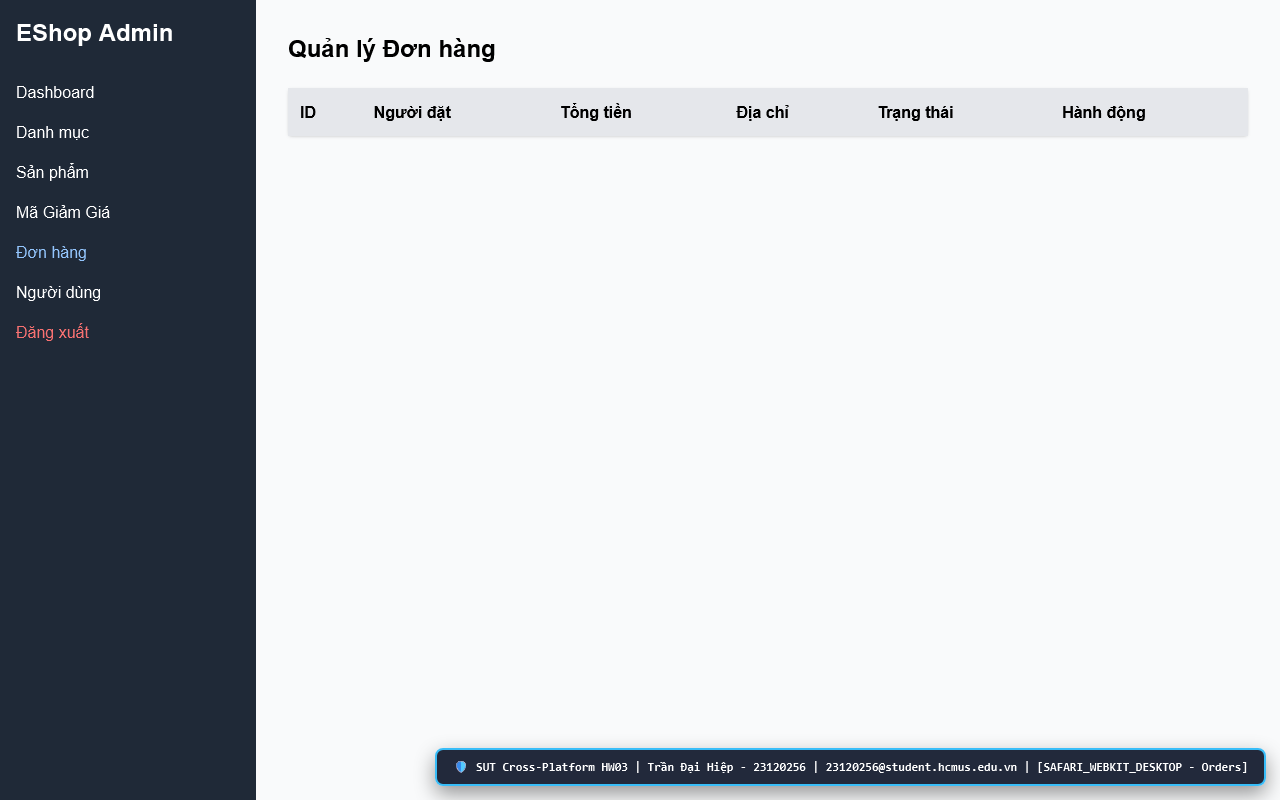 EShop Admin
Dashboard
Danh mục
Sản phẩm
Mã Giảm Giá
Đơn hàng
Người dùng
Đăng xuất
Quản lý Đơn hàng
ID Người đặt Tổng tiền Địa chỉ Trạng thái Hành động
SUT Cross-Platform HW03 | Trần Đại Hiệp - 23120256 | 23120256@student.hcmus.edu.vn | [SAFARI_WEBKIT_DESKTOP - Orders]